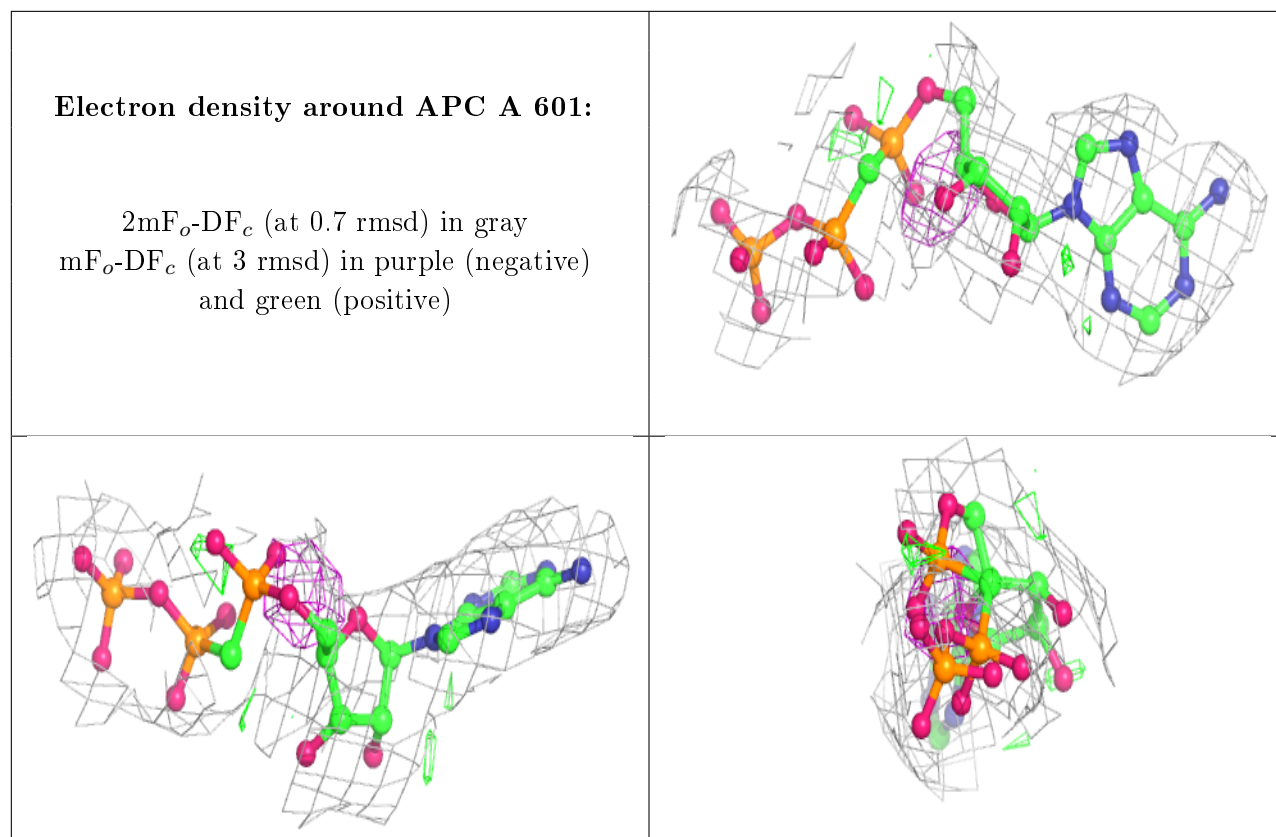 Electron density around APC A 601:
2mFo-DFc (at 0.7 rmsd) in gray
mFo-DFc (at 3 rmsd) in purple (negative)
and green (positive)